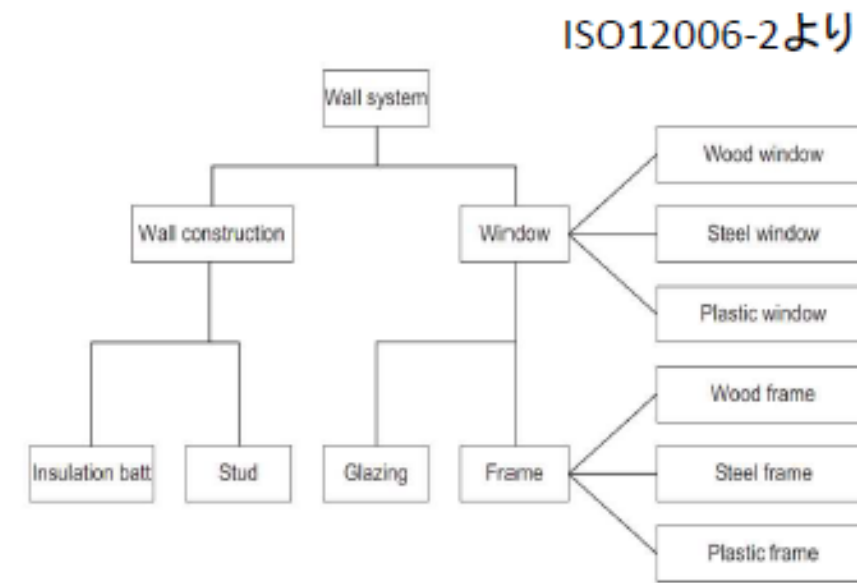 ISO12006-2より
Wall system
Wood window
Wall construction
Window
Steel window
Plastic window
Wood frame
Insulation batt
Stud
Glazing
Frame
Steel frame
Plastic frame